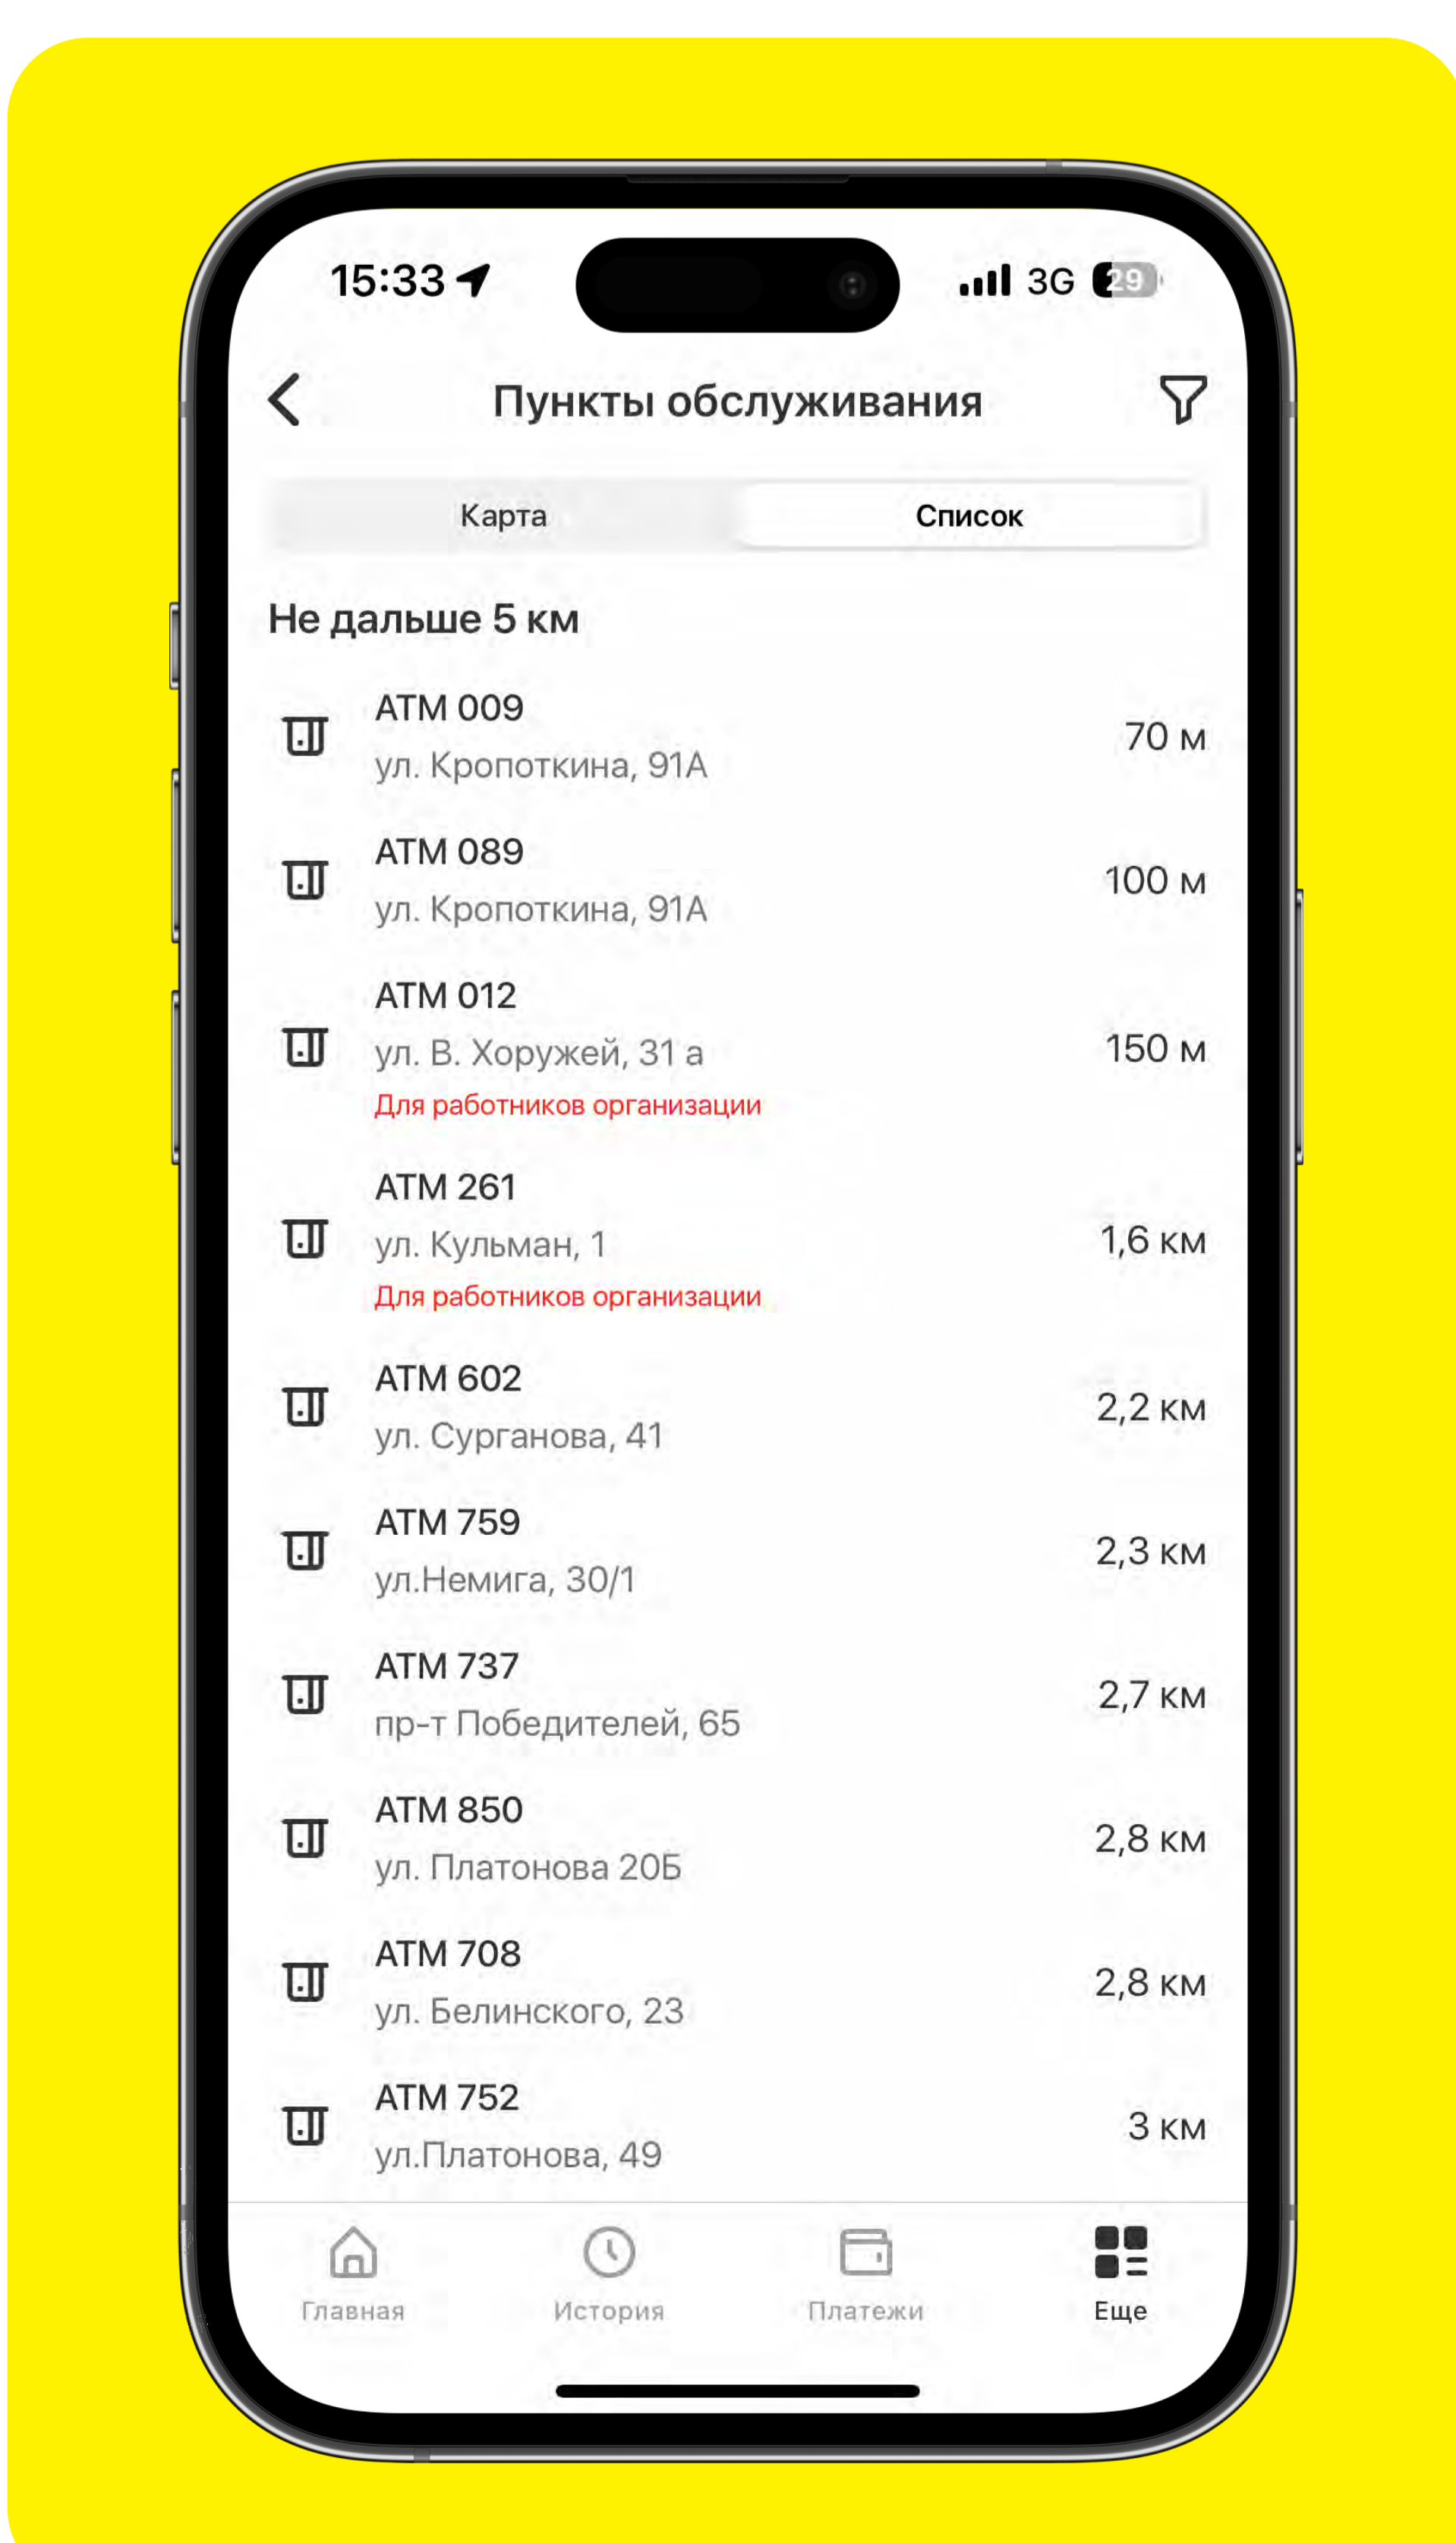 15:33 3G 29
Пункты обслуживания
Карта Список
Не дальше 5 км
ATM 009
ул. Кропоткина, 91А
70 м
ATM 089
ул. Кропоткина, 91А
100 м
ATM 012
ул. В. Хоружей, 31 а
Для работников организации
150 м
ATM 261
ул. Кульман, 1
Для работников организации
1,6 км
ATM 602
ул. Сурганова, 41
2,2 км
ATM 759
ул.Немига, 30/1
2,3 км
ATM 737
пр-т Победителей, 65
2,7 км
ATM 850
ул. Платонова 20Б
2,8 км
ATM 708
ул. Белинского, 23
2,8 км
ATM 752
ул.Платонова, 49
3 км
Главная История Платежи Еще